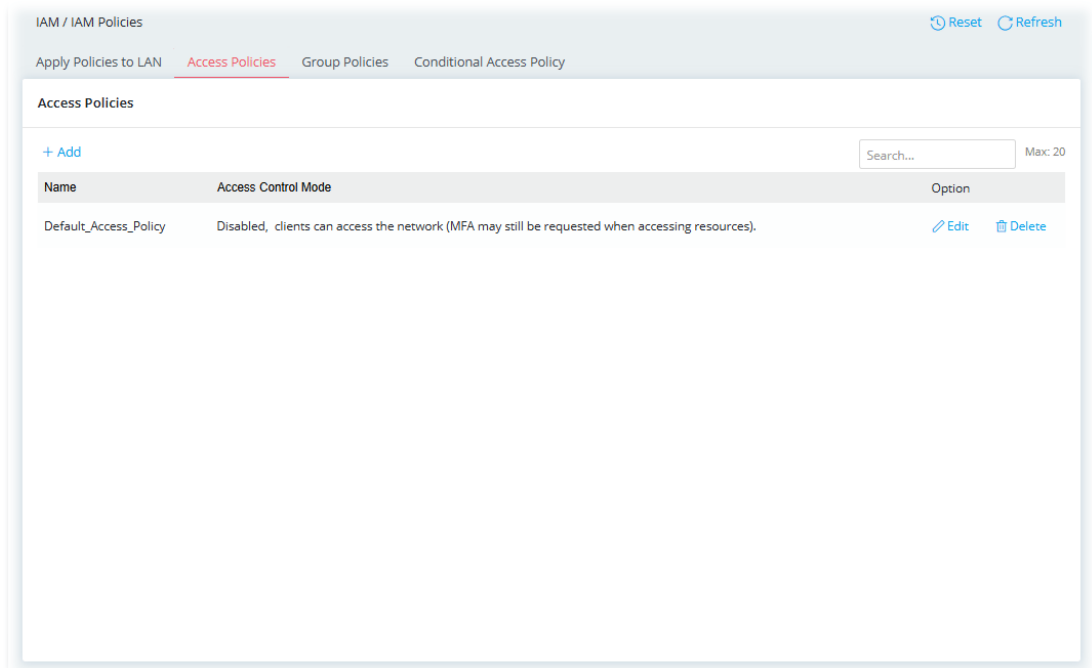 IAM / IAM Policies
Reset Refresh
Apply Policies to LAN Access Policies Group Policies Conditional Access Policy
Access Policies
+ Add
Search...
Max: 20
Name Access Control Mode Option
Default_Access_Policy Disabled, clients can access the network (MFA may still be requested when accessing resources). Edit Delete